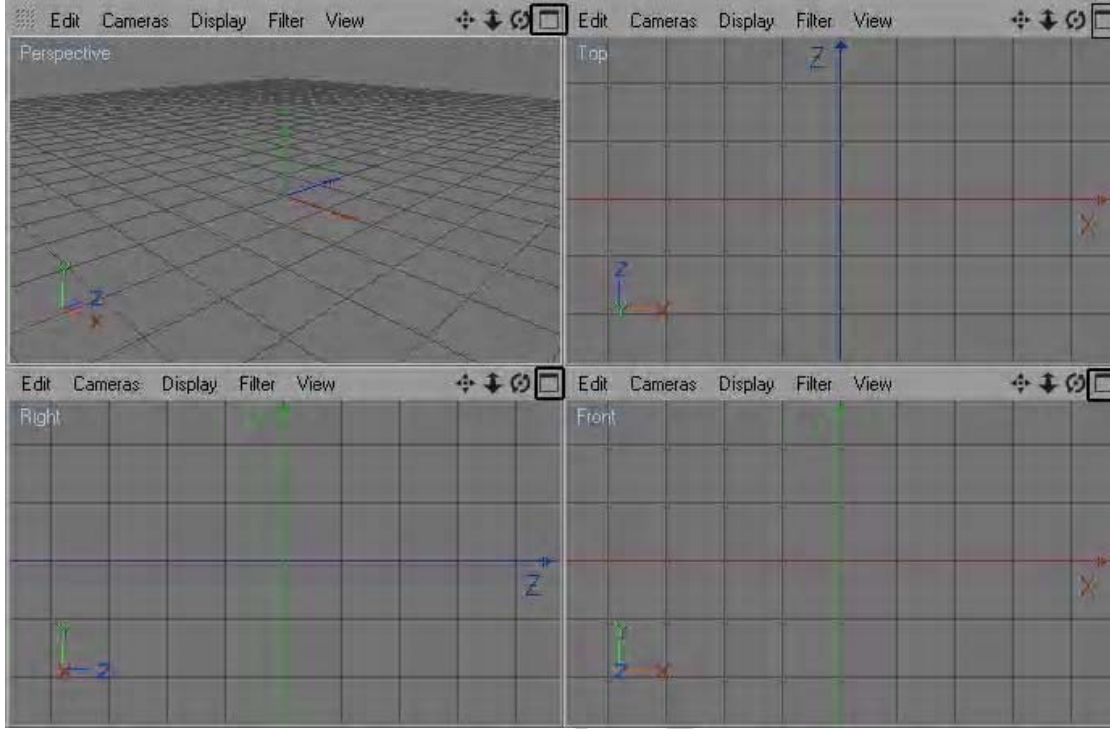 Edit Cameras Display Filter View
Perspective
Y
Z
X
Edit Cameras Display Filter View
Top
Z
X
Z
Y X
Edit Cameras Display Filter View
Right
Y
Z
Y
X Z
Edit Cameras Display Filter View
Front
Y
X
Y
Z X